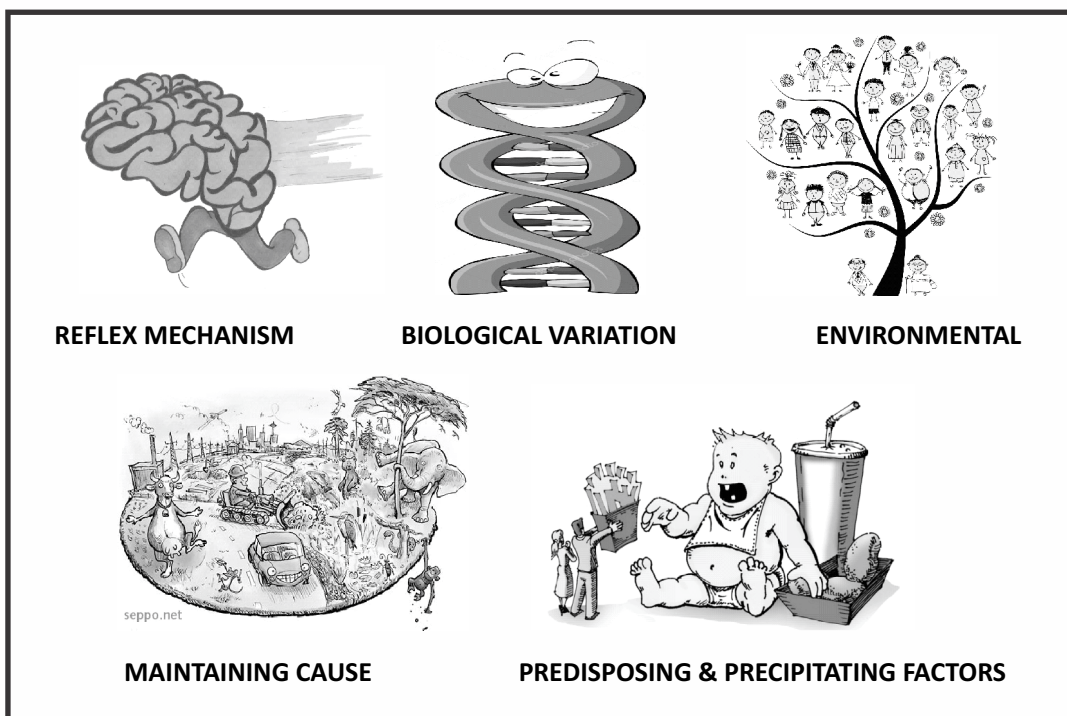 REFLEX MECHANISM
BIOLOGICAL VARIATION
ENVIRONMENTAL
seppo.net
MAINTAINING CAUSE
PREDISPOSING & PRECIPITATING FACTORS